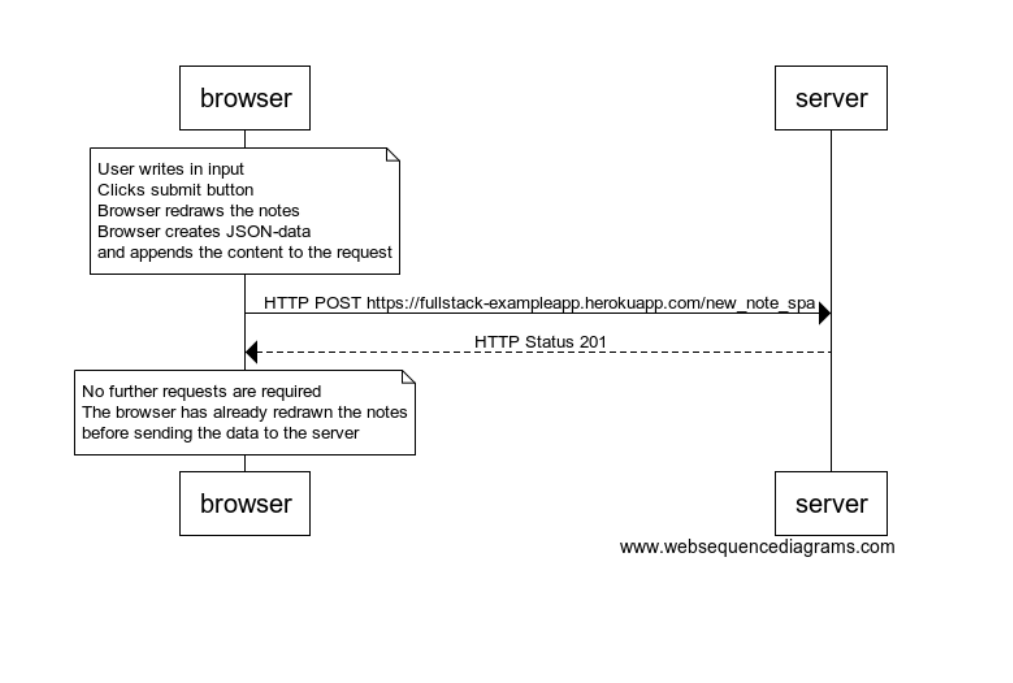 browser
server
User writes in input
Clicks submit button
Browser redraws the notes
Browser creates JSON-data
and appends the content to the request
HTTP POST https://fullstack-exampleapp.herokuapp.com/new_note_spa
HTTP Status 201
No further requests are required
The browser has already redrawn the notes
before sending the data to the server
browser
server
www.websequencediagrams.com